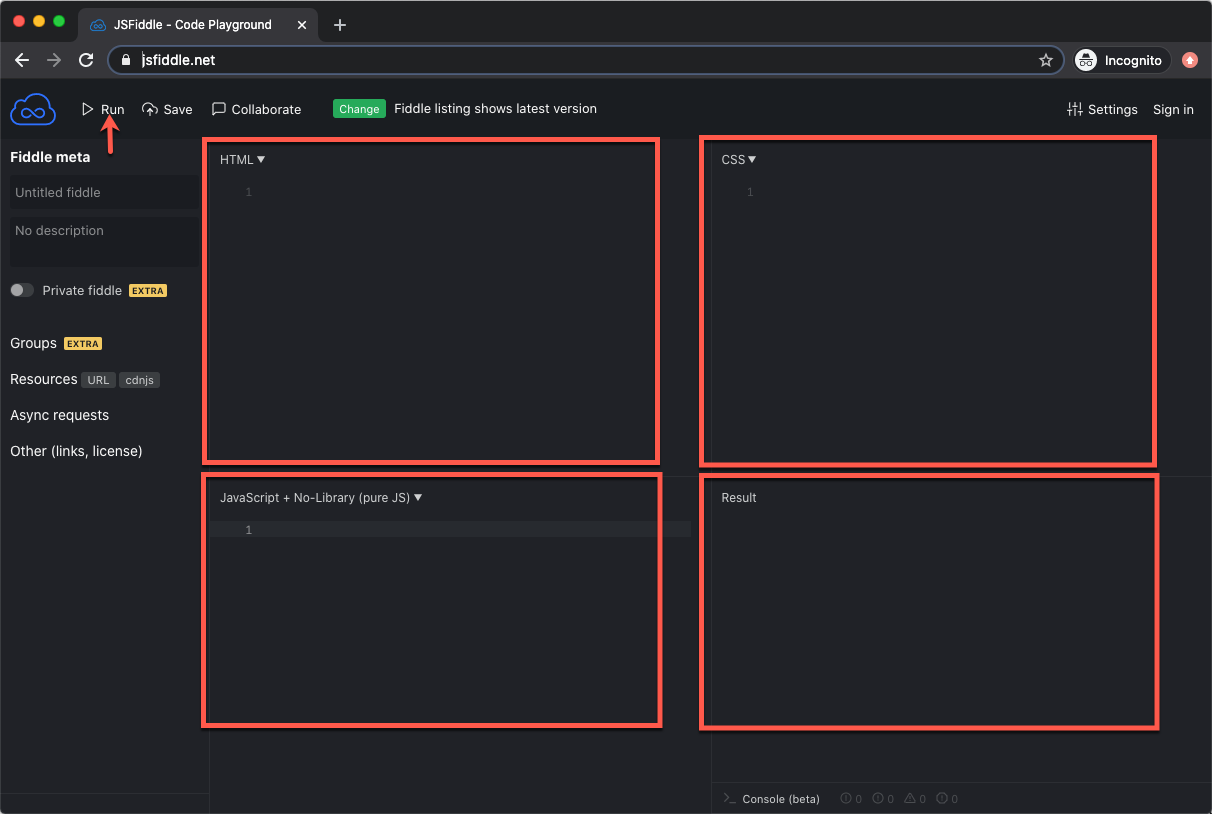 JSFiddle - Code Playground
jsfiddle.net
Incognito
Run
Save
Collaborate
Change
Fiddle listing shows latest version
Settings
Sign in
Fiddle meta
Untitled fiddle
No description
Private fiddle EXTRA
Groups EXTRA
Resources URL cdnjs
Async requests
Other (links, license)
HTML
1
CSS
1
JavaScript + No-Library (pure JS)
1
Result
Console (beta)
0
0
0
0